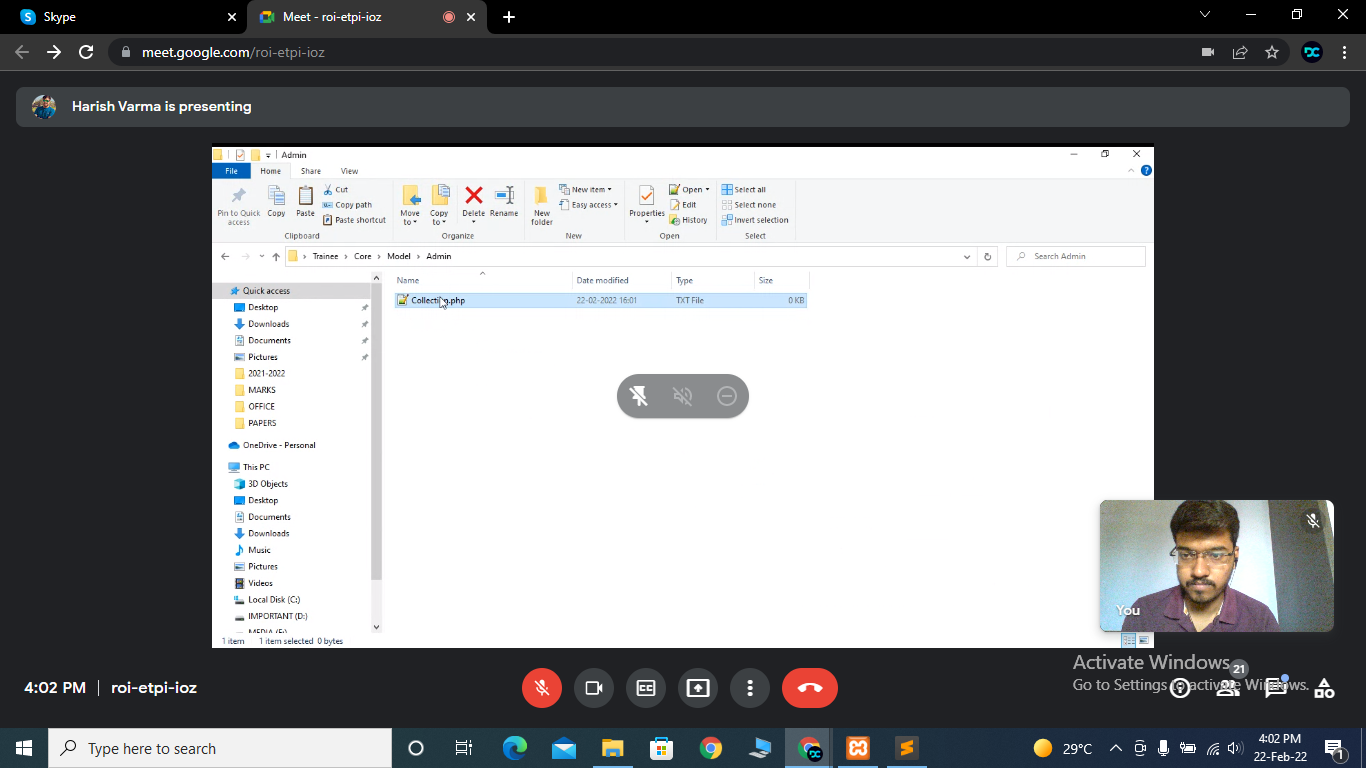 Skype
Meet - roi-etpi-ioz
meet.google.com/roi-etpi-ioz
Harish Varma is presenting
Admin
File Home Share View
Pin to Quick access
Copy
Paste
Cut
Copy path
Paste shortcut
Clipboard
Move to
Copy to
Delete
Rename
Organize
New folder
New item
Easy access
New
Properties
Open
Edit
History
Open
Select all
Select none
Invert selection
Select
Trainee › Core › Model › Admin
Search Admin
Name Date modified Type Size
22-02-2022 16:01 TXT File 0 KB
Quick access
Desktop
Downloads
Documents
Pictures
2021-2022
MARKS
OFFICE
PAPERS
OneDrive - Personal
This PC
3D Objects
Desktop
Documents
Downloads
Music
Pictures
Videos
Local Disk (C:)
IMPORTANT (D:)
1 item 1 item selected 0 bytes
You
Activate Windows
Go to Settings to activate Windows.
21
4:02 PM | roi-etpi-ioz
Type here to search
29°C
4:02 PM
22-Feb-22
1